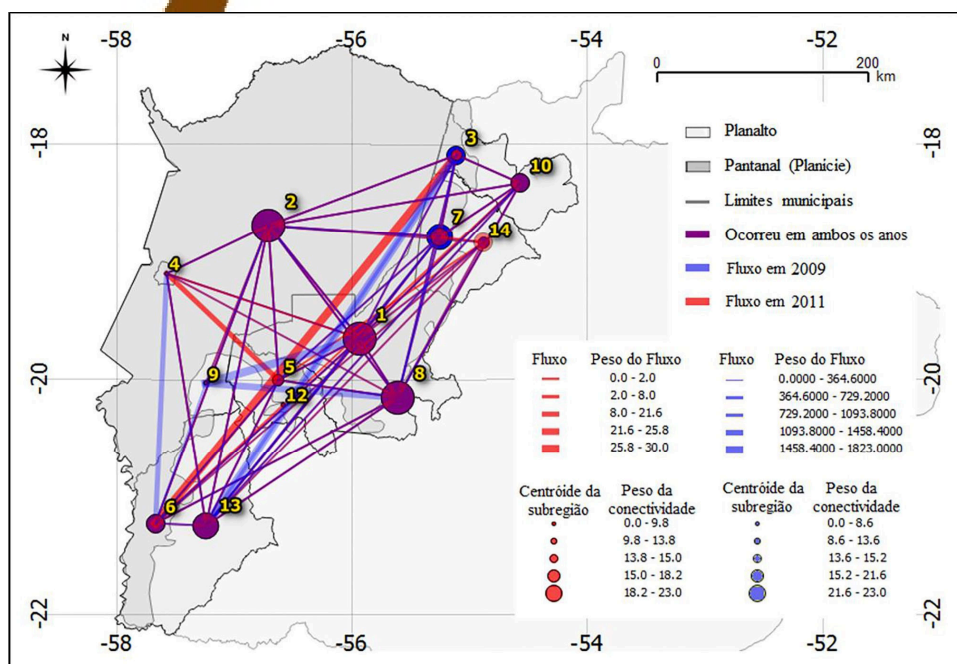 -58 -56 -54 -52
N
0 200
km
-18
-18
3
10
Planalto
Pantanal (Planície)
Limites municipais
Ocorreu em ambos os anos
Fluxo em 2009
Fluxo em 2011
2
7
14
4
1
5
9
8
12
6
13
-20
-20
Fluxo Peso do Fluxo
0.0 - 2.0
2.0 - 8.0
8.0 - 21.6
21.6 - 25.8
25.8 - 30.0
Fluxo Peso do Fluxo
0.0000 - 364.6000
364.6000 - 729.2000
729.2000 - 1093.8000
1093.8000 - 1458.4000
1458.4000 - 1823.0000
Centróide da Peso da
subregião conectividade
0.0 - 9.8
9.8 - 13.8
13.8 - 15.0
15.0 - 18.2
18.2 - 23.0
Centróide da Peso da
subregião conectividade
0.0 - 8.6
8.6 - 13.6
13.6 - 15.2
15.2 - 21.6
21.6 - 23.0
-22
-22
-58 -56 -54 -52